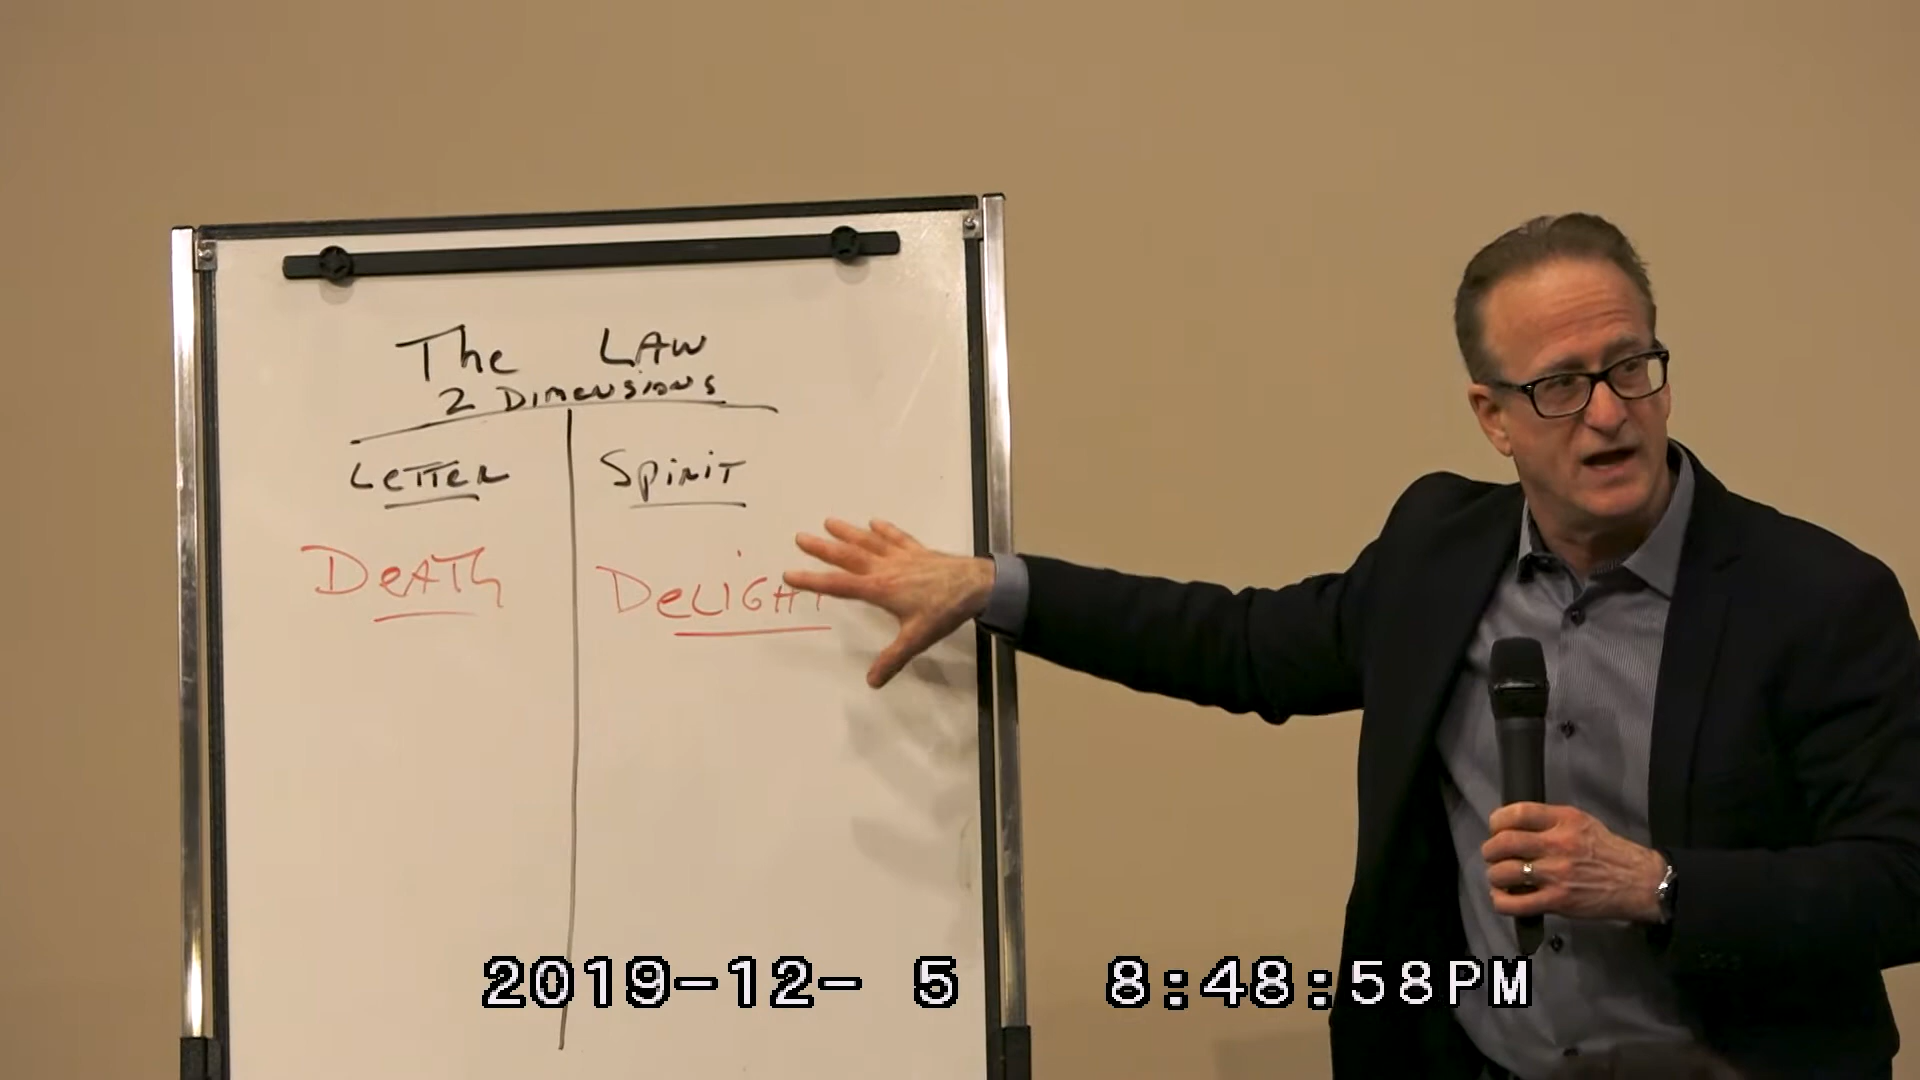 The LAW
2 Dimensions
Letter Spirit
Death Delight
2019-12- 5 8:48:58PM